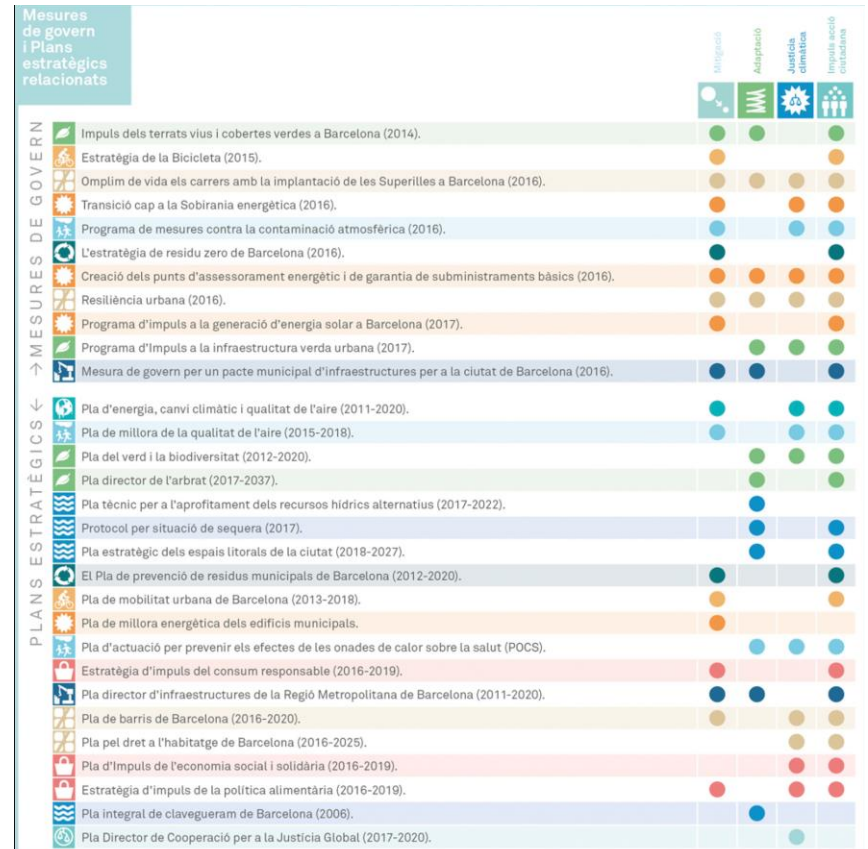 Mesures
de govern
i Plans
estratègics
relacionats
Mitigació
Adaptació
Justícia
climàtica
Impuls acció
ciutadana
→ MESURES DE GOVERN
Impuls dels terrats vius i cobertes verdes a Barcelona (2014).
Estratègia de la Bicicleta (2015).
Omplim de vida els carrers amb la implantació de les Superilles a Barcelona (2016).
Transició cap a la Sobirania energètica (2016).
Programa de mesures contra la contaminació atmosfèrica (2016).
L'estratègia de residu zero de Barcelona (2016).
Creació dels punts d'assessorament energètic i de garantia de subministraments bàsics (2016).
Resiliència urbana (2016).
Programa d'impuls a la generació d'energia solar a Barcelona (2017).
Programa d'Impuls a la infraestructura verda urbana (2017).
Mesura de govern per un pacte municipal d'infraestructures per a la ciutat de Barcelona (2016).
PLANS ESTRATÈGICS ←
Pla d'energia, canvi climàtic i qualitat de l'aire (2011-2020).
Pla de millora de la qualitat de l'aire (2015-2018).
Pla del verd i la biodiversitat (2012-2020).
Pla director de l'arbrat (2017-2037).
Pla tècnic per a l'aprofitament dels recursos hídrics alternatius (2017-2022).
Protocol per situació de sequera (2017).
Pla estratègic dels espais litorals de la ciutat (2018-2027).
El Pla de prevenció de residus municipals de Barcelona (2012-2020).
Pla de mobilitat urbana de Barcelona (2013-2018).
Pla de millora energètica dels edificis municipals.
Pla d'actuació per prevenir els efectes de les onades de calor sobre la salut (POCS).
Estratègia d'impuls del consum responsable (2016-2019).
Pla director d'infraestructures de la Regió Metropolitana de Barcelona (2011-2020).
Pla de barris de Barcelona (2016-2020).
Pla pel dret a l'habitatge de Barcelona (2016-2025).
Pla d'Impuls de l'economia social i solidària (2016-2019).
Estratègia d'impuls de la política alimentària (2016-2019).
Pla integral de clavegueram de Barcelona (2006).
Pla Director de Cooperació per a la Justícia Global (2017-2020).